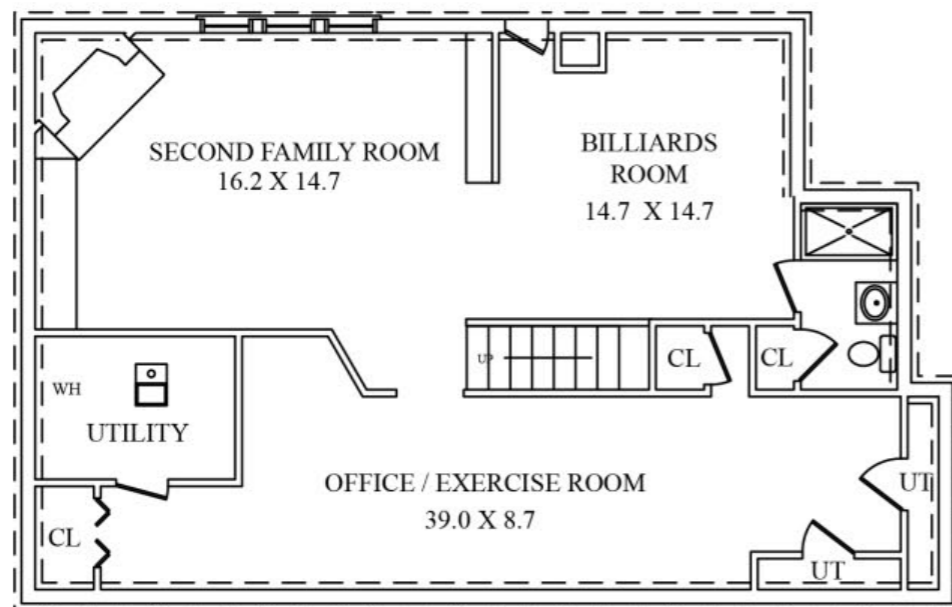 SECOND FAMILY ROOM
16.2 X 14.7
BILLIARDS
ROOM
14.7 X 14.7
UP
CL
CL
WH
UTILITY
OFFICE / EXERCISE ROOM
39.0 X 8.7
UT
CL
UT